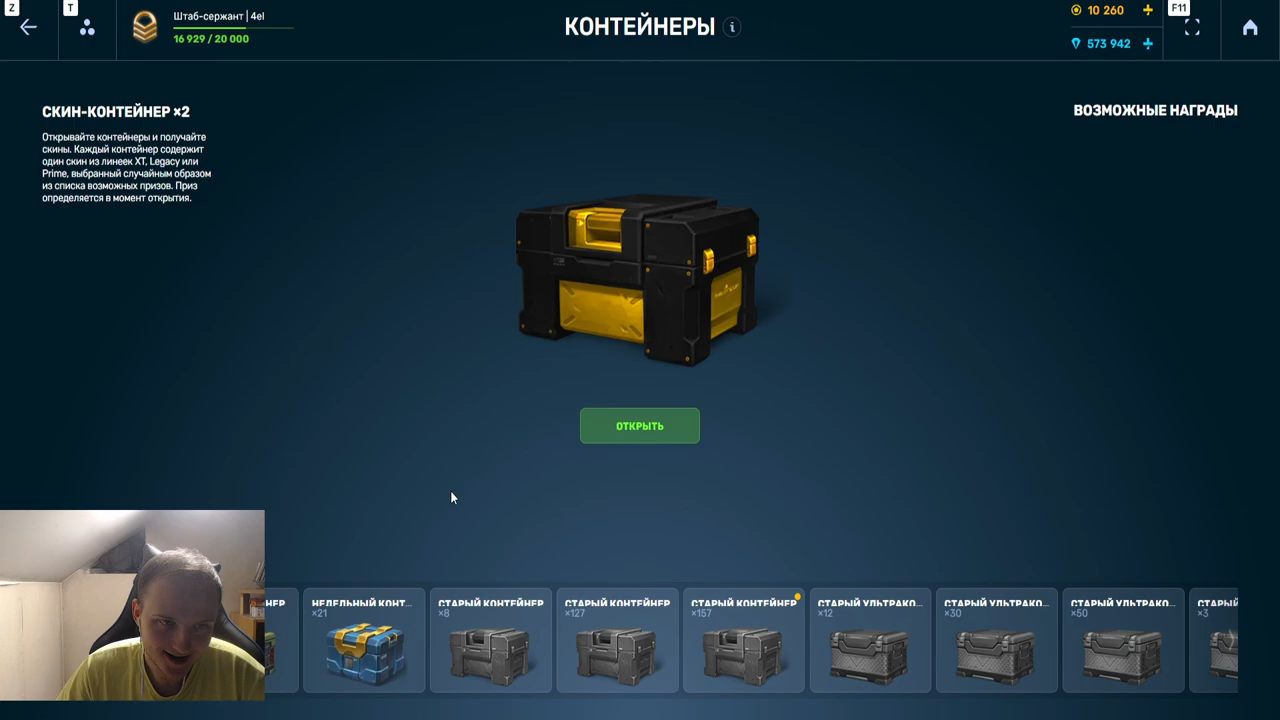 Z
T
Штаб-сержант | 4el
16 929 / 20 000
КОНТЕЙНЕРЫ
i
10 260 +
573 942 +
F11
СКИН-КОНТЕЙНЕР ×2
Открывайте контейнеры и получайте
скины. Каждый контейнер содержит
один скин из линеек XT, Legacy или
Prime, выбранный случайным образом
из списка возможных призов. Приз
определяется в момент открытия.
ВОЗМОЖНЫЕ НАГРАДЫ
ОТКРЫТЬ
НЕДЕЛЬНЫЙ КОНТ...
×21
СТАРЫЙ КОНТЕЙНЕР
×8
СТАРЫЙ КОНТЕЙНЕР
×127
СТАРЫЙ КОНТЕЙНЕР
×157
СТАРЫЙ УЛЬТРАКО...
×12
СТАРЫЙ УЛЬТРАКО...
×30
СТАРЫЙ УЛЬТРАКО...
×50
×3